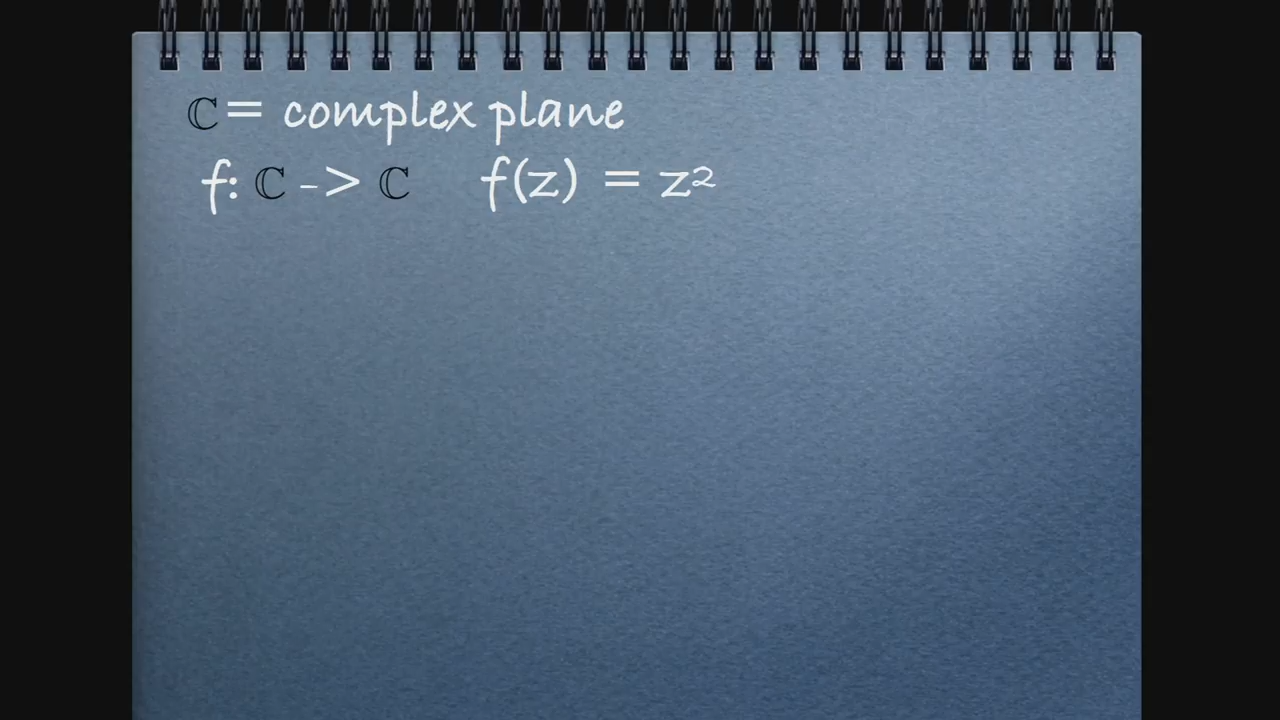 ℂ = complex plane
f: ℂ -> ℂ f(z) = z²